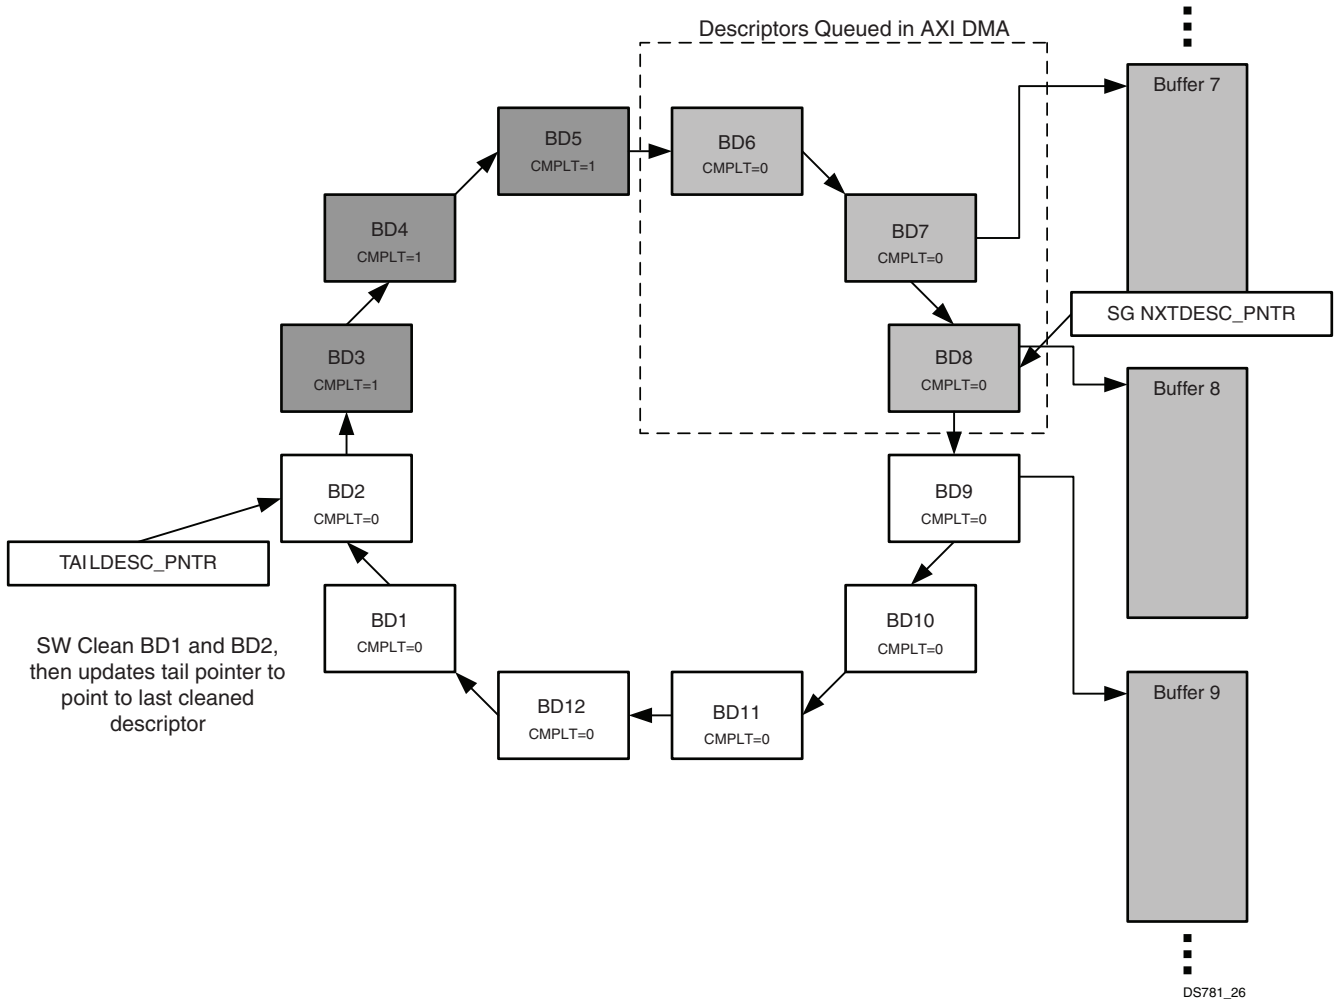 Descriptors Queued in AXI DMA
Buffer 7
BD5
CMPLT=1
BD6
CMPLT=0
BD4
CMPLT=1
BD7
CMPLT=0
SG NXTDESC_PNTR
BD3
CMPLT=1
BD8
CMPLT=0
Buffer 8
BD2
CMPLT=0
BD9
CMPLT=0
TAILDESC_PNTR
BD1
CMPLT=0
BD10
CMPLT=0
SW Clean BD1 and BD2,
then updates tail pointer to
point to last cleaned
descriptor
Buffer 9
BD12
CMPLT=0
BD11
CMPLT=0
DS781_26